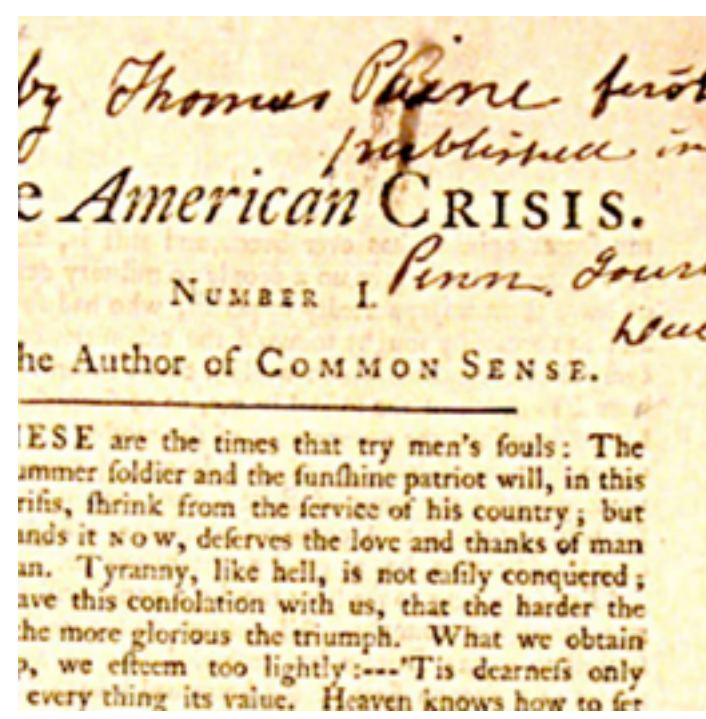 by Thomas Paine first
published in
e American CRISIS.
NUMBER I.
Penn. Jour
he Author of COMMON SENSE.
IESE are the times that try men's ſouls: The
ummer ſoldier and the ſunſhine patriot will, in this
riſis, ſhrink from the ſervice of his country; but
ands it NOW, deſerves the love and thanks of man
an. Tyranny, like hell, is not eaſily conquered;
ave this conſolation with us, that the harder the
he more glorious the triumph. What we obtain
p, we eſteem too lightly:---'Tis dearneſs only
every thing its value. Heaven knows how to ſet